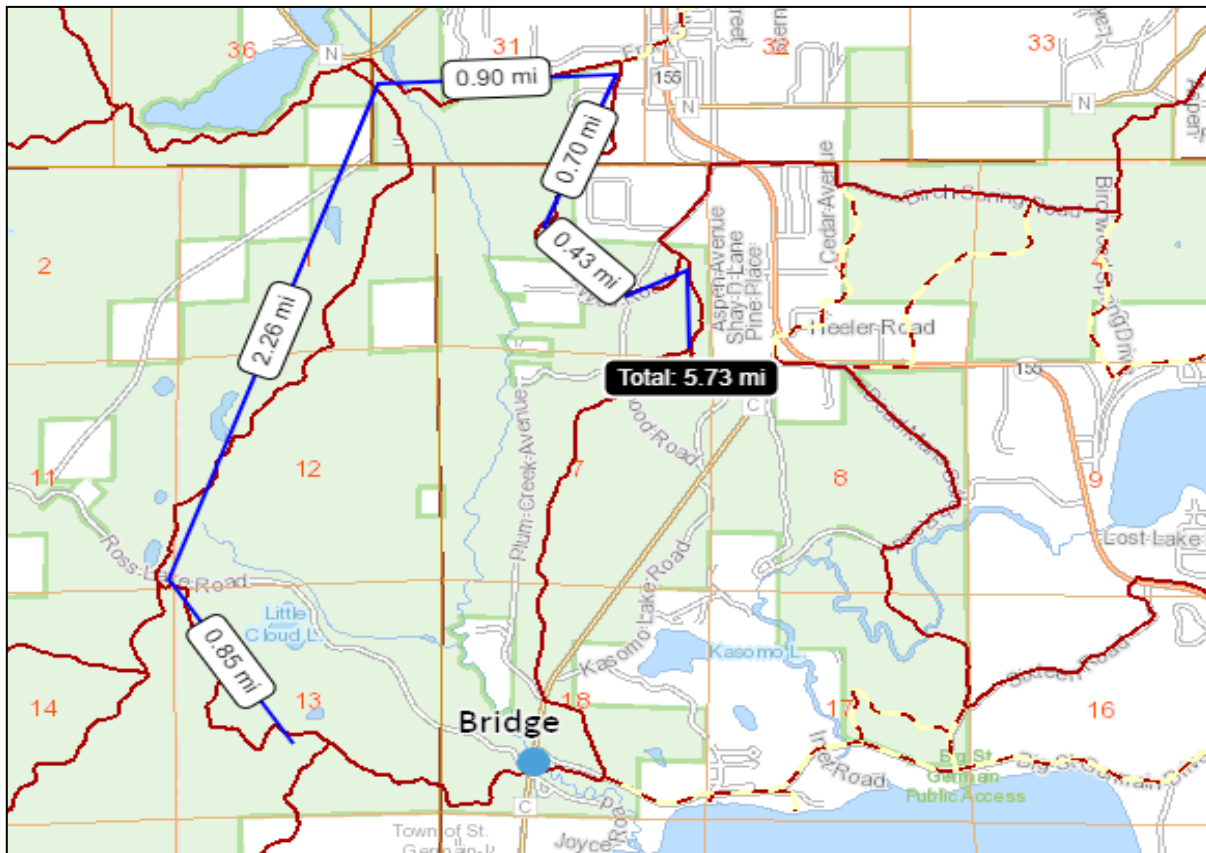 36
31
32
33
N
155
N
N
0.90 mi
0.70 mi
0.43 mi
2.26 mi
0.85 mi
Total: 5.73 mi
Cedar Avenue
Birch Spring Road
2
1
Aspen Avenue
Shay D Lane
Pine Place
Heeler Road
155
C
11
12
7
8
9
Plum Creek Avenue
Lost Lake
Ross Lake Road
Little
Cloud L.
Kasomo Lake Road
Kasomo L.
Sixteen Road
14
13
18
17
16
Bridge
Big St
Germain
Public Access
C
Town of St.
Joyce